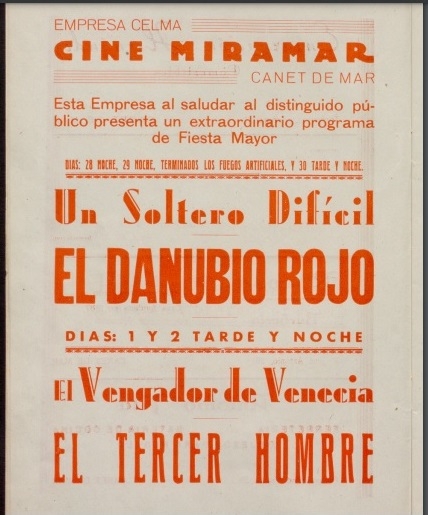 EMPRESA CELMA
CINE MIRAMAR
CANET DE MAR
Esta Empresa al saludar al distinguido pú-
blico presenta un extraordinario programa
de Fiesta Mayor
DIAS: 28 NOCHE, 29 NOCHE, TERMINADOS LOS FUEGOS ARTIFICIALES, Y 30 TARDE Y NOCHE.
Un Soltero Difícil
EL DANUBIO ROJO
DIAS: 1 Y 2 TARDE Y NOCHE
El Vengador de Venecia
EL TERCER HOMBRE